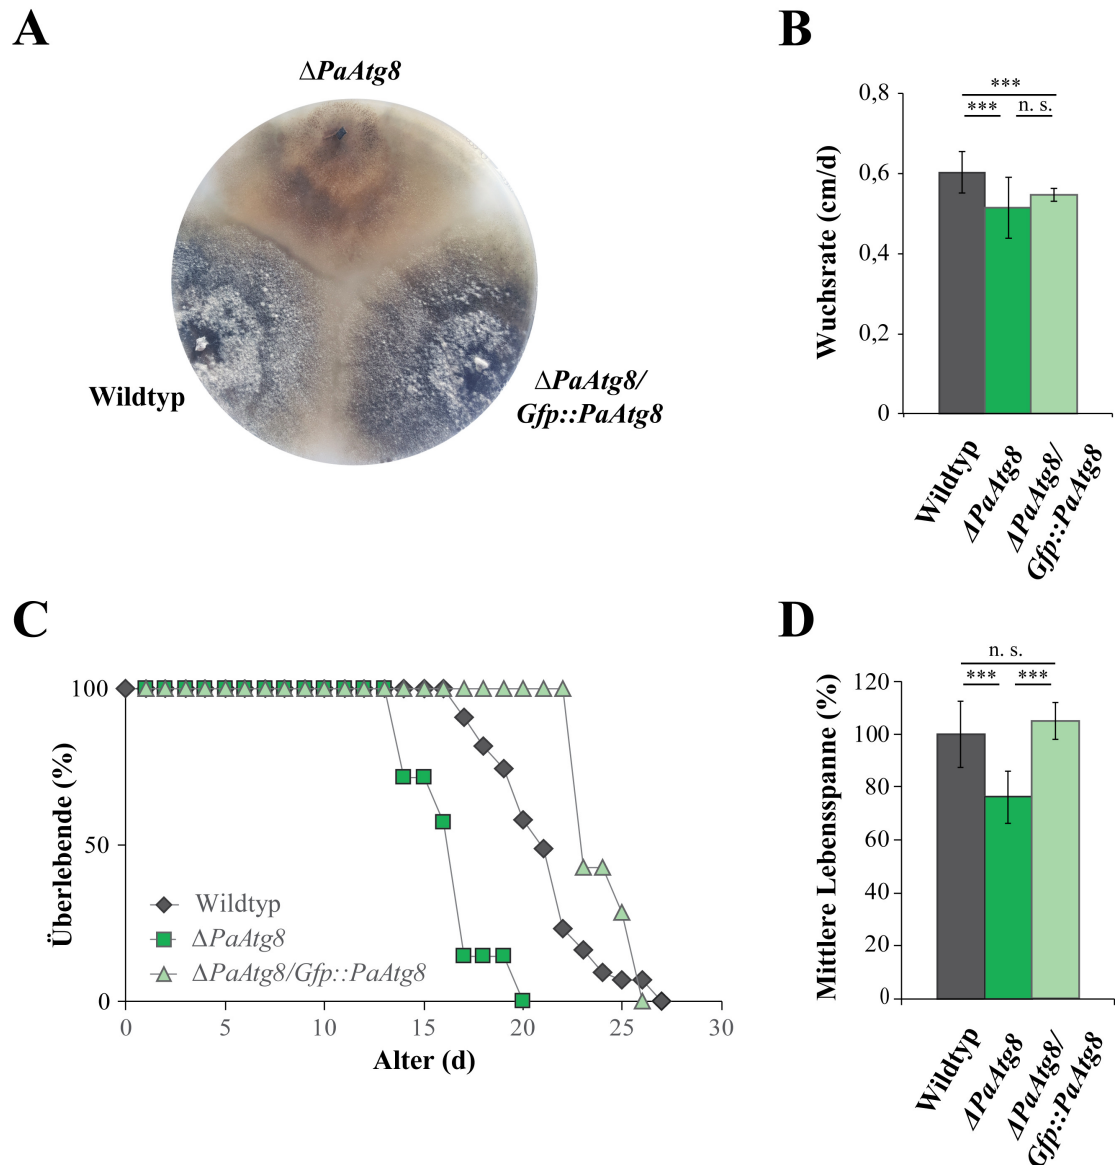 A
ΔPaAtg8
Wildtyp
ΔPaAtg8/
Gfp::PaAtg8
B
Wuchsrate (cm/d)
0,8
0,6
0,4
0,2
0
***
***
n. s.
Wildtyp
ΔPaAtg8
ΔPaAtg8/
Gfp::PaAtg8
C
Überlebende (%)
100
50
0
Wildtyp
ΔPaAtg8
ΔPaAtg8/Gfp::PaAtg8
0 5 10 15 20 25 30
Alter (d)
D
Mittlere Lebensspanne (%)
120
100
80
60
40
20
0
n. s.
***
***
Wildtyp
ΔPaAtg8
ΔPaAtg8/
Gfp::PaAtg8